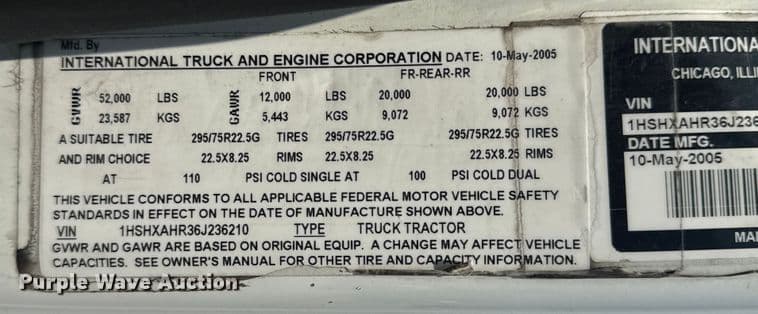 Mfd. By
INTERNATIONAL TRUCK AND ENGINE CORPORATION DATE: 10-May-2005
FRONT FR-REAR-RR
GVWR 52,000 LBS GAWR 12,000 LBS 20,000 20,000 LBS
23,587 KGS 5,443 KGS 9,072 9,072 KGS
A SUITABLE TIRE 295/75R22.5G TIRES 295/75R22.5G 295/75R22.5G TIRES
AND RIM CHOICE 22.5X8.25 RIMS 22.5X8.25 22.5X8.25 RIMS
AT 110 PSI COLD SINGLE AT 100 PSI COLD DUAL
THIS VEHICLE CONFORMS TO ALL APPLICABLE FEDERAL MOTOR VEHICLE SAFETY
STANDARDS IN EFFECT ON THE DATE OF MANUFACTURE SHOWN ABOVE.
VIN 1HSHXAHR36J236210 TYPE TRUCK TRACTOR
GVWR AND GAWR ARE BASED ON ORIGINAL EQUIP. A CHANGE MAY AFFECT VEHICLE
CAPACITIES. SEE OWNER'S MANUAL FOR OTHER TIRE AND CAPACITY INFORMATION.
INTERNATIONA
CHICAGO, ILLI
VIN
1HSHXAHR36J236
DATE MFG.
10-May-2005
MA
Purple Wave Auction